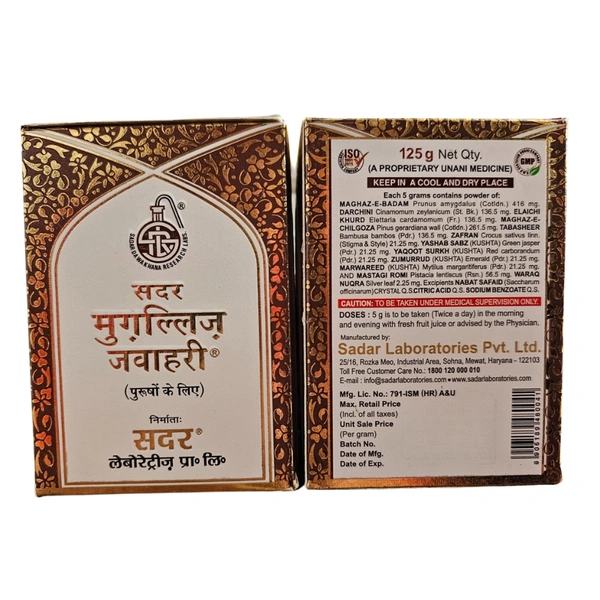 SADAR DAWAKHANA RESEARCH LABS.
®
सदर
मुग़ल्लिज़
जवाहरी®
(पुरूषों के लिए)
निर्माताः
सदर®
लेबोरेट्रीज़ प्रा० लि०
ISO
125 g Net Qty.
GMP
(A PROPRIETARY UNANI MEDICINE)
KEEP IN A COOL AND DRY PLACE
Each 5 grams contains powder of:
MAGHAZ-E-BADAM Prunus amygdalus (Cotldn.) 416 mg.
DARCHINI Cinamomum zeylanicum (St. Bk.) 136.5 mg. ELAICHI
KHURD Elettaria cardamomum (Fr.) 136.5 mg. MAGHAZ-E-
CHILGOZA Pinus gerardiana wall (Cotldn.) 261.5 mg. TABASHEER
Bambusa bambos (Pdr.) 136.5 mg. ZAFRAN Crocus sativus linn.
(Stigma & Style) 21.25 mg. YASHAB SABZ (KUSHTA) Green jasper
(Pdr.) 21.25 mg. YAQOOT SURKH (KUSHTA) Red carborundum
(Pdr.) 21.25 mg. ZUMURRUD (KUSHTA) Emerald (Pdr.) 21.25 mg.
MARWAREED (KUSHTA) Mytilus margaritiferus (Pdr.) 21.25 mg,
AND MASTAGI ROMI Pistacia lentiscus (Rsn.) 56.5 mg. WARAQ
NUQRA Silver leaf 2.25 mg. Excipients NABAT SAFAID (Saccharum
officinarum) CRYSTAL Q.S. CITRIC ACID Q.S. SODIUM BENZOATE Q.S.
CAUTION: TO BE TAKEN UNDER MEDICAL SUPERVISION ONLY.
DOSES : 5 g is to be taken (Twice a day) in the morning
and evening with fresh fruit juice or advised by the Physician.
Manufactured by:
Sadar Laboratories Pvt. Ltd.
25/16, Rozka Meo, Industrial Area, Sohna, Mewat, Haryana - 122103
Toll Free Customer Care No.: 1800 120 000 010
E-mail : info@sadarlaboratories.com • www.sadarlaboratories.com
Mfg. Lic. No.: 791-ISM (HR) A&U
Max. Retail Price
(Incl. of all taxes)
Unit Sale Price
(Per gram)
Batch No.
Date of Mfg.
Date of Exp.